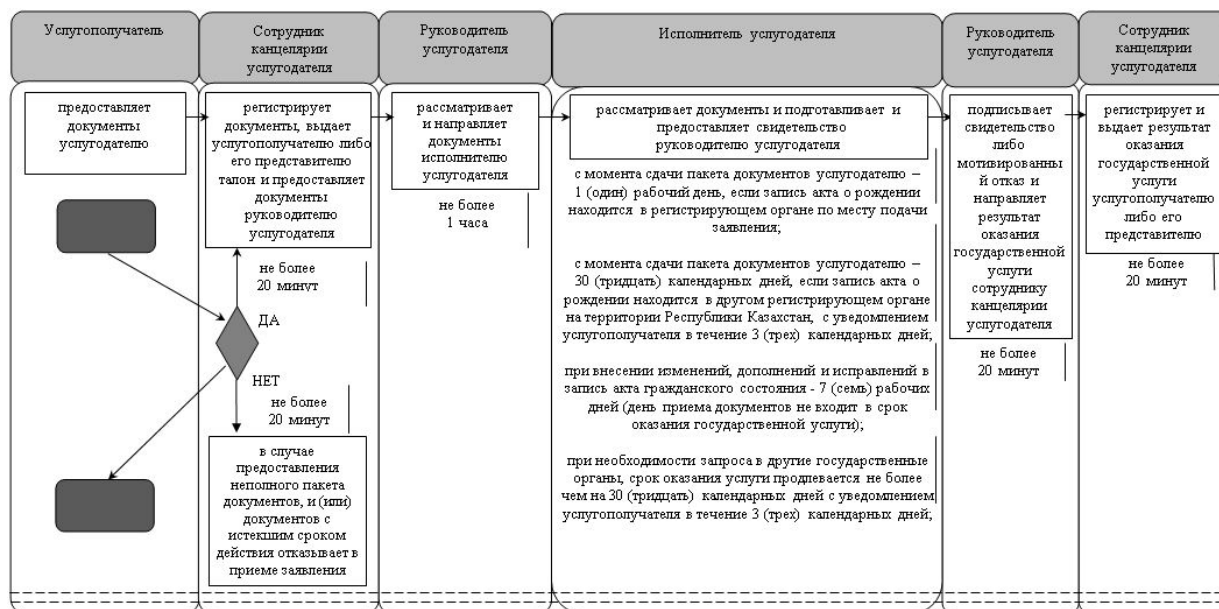 Услугополучатель
Сотрудник
канцелярии
услугодателя
Руководитель
услугодателя
Исполнитель услугодателя
Руководитель
услугодателя
Сотрудник
канцелярии
услугодателя
предоставляет
документы
услугодателю
регистрирует
документы, выдает
услугополучателю либо
его представителю
талон и предоставляет
документы
руководителю
услугодателя
не более
20 минут
ДА
НЕТ
не более
20 минут
в случае
предоставления
неполного пакета
документов, и (или)
документов с
истекшим сроком
действия отказывает в
приеме заявления
рассматривает
и направляет
документы
исполнителю
услугодателя
не более
1 часа
рассматривает документы и подготавливает и
предоставляет свидетельство
руководителю услугодателя
с момента сдачи пакета документов услугодателю –
1 (один) рабочий день, если запись акта о рождении
находится в регистрирующем органе по месту подачи
заявления;
с момента сдачи пакета документов услугодателю –
30 (тридцать) календарных дней, если запись акта о
рождении находится в другом регистрирующем органе
на территории Республики Казахстан, с уведомлением
услугополучателя в течение 3 (трех) календарных дней;
при внесении изменений, дополнений и исправлений в
запись акта гражданского состояния - 7 (семь) рабочих
дней (день приема документов не входит в срок
оказания государственной услуги);
при необходимости запроса в другие государственные
органы, срок оказания услуги продлевается не более
чем на 30 (тридцать) календарных дней с уведомлением
услугополучателя в течение 3 (трех) календарных дней;
подписывает
свидетельство
либо
мотивированны
й отказ и
направляет
результат
оказания
государственной
услуги
сотруднику
канцелярии
услугодателя
не более
20 минут
регистрирует и
выдает результат
оказания
государственной
услуги
услугополучателю
либо его
представителю
не более
20 минут